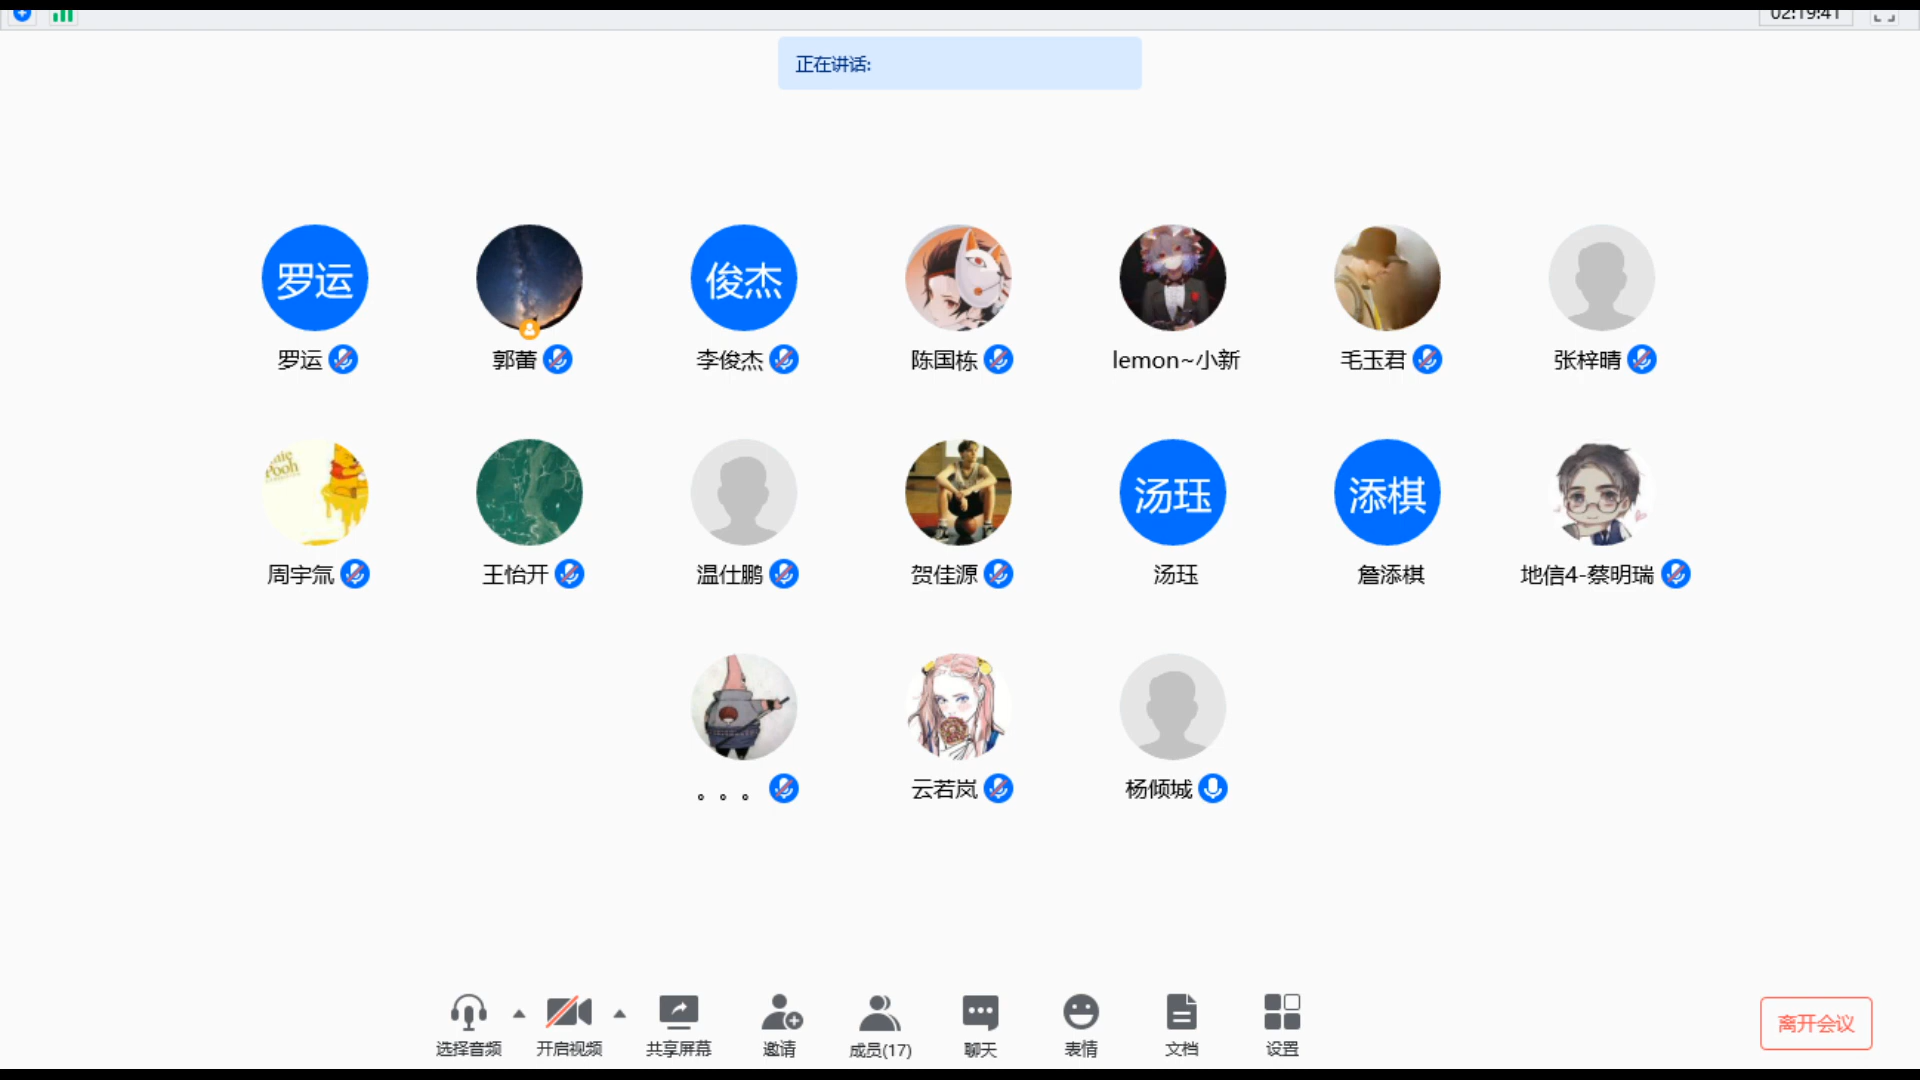 02:19:41
正在讲话:
罗运
俊杰
罗运
郭蕾
李俊杰
陈国栋
lemon~小新
毛玉君
张梓晴
Pooh
汤珏
添棋
周宇氚
王怡开
温仕鹏
贺佳源
汤珏
詹添棋
地信4-蔡明瑞
。。。
云若岚
杨倾城
选择音频
开启视频
共享屏幕
邀请
成员(17)
聊天
表情
文档
设置
离开会议